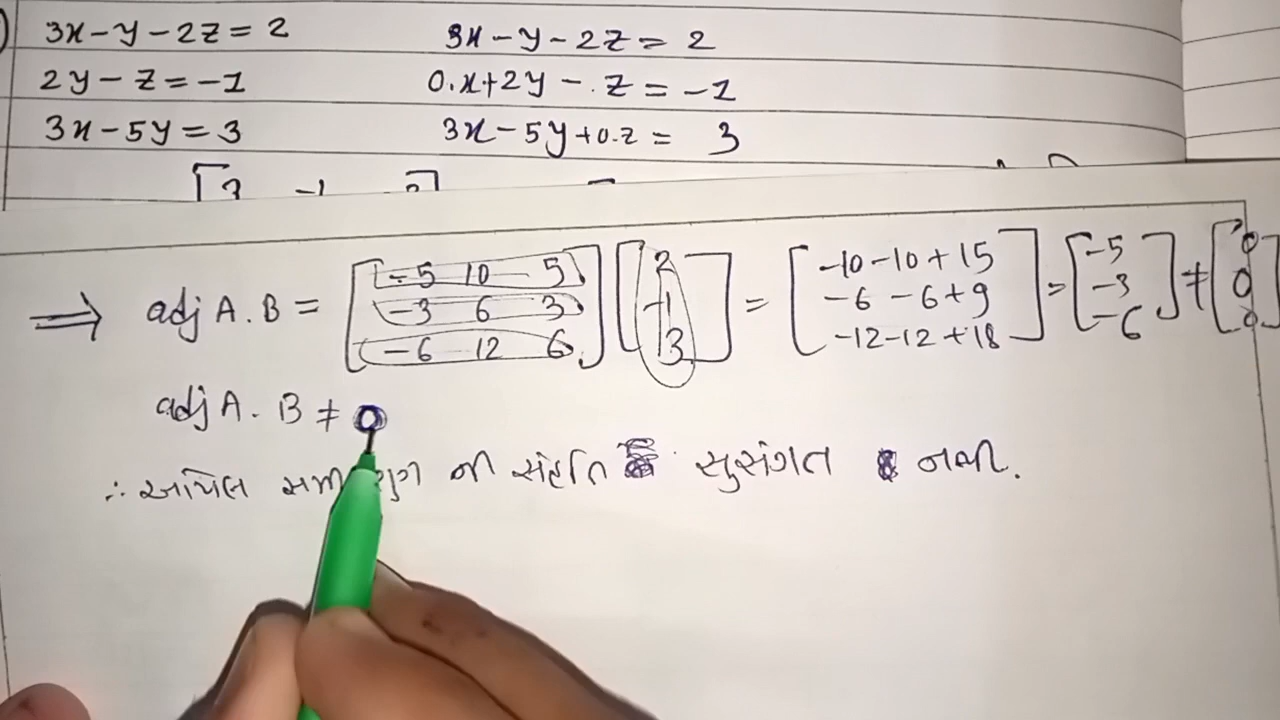 3x-y-2z=2 3x-y-2z= 2
2y-z=-1 0.x+2y-.z=-1
3x-5y=3 3x-5y+0.z= 3
⟹ adj A.B = [-5 10 5; -3 6 3; -6 12 6] [2; -1; 3] = [-10-10+15; -6-6+9; -12-12+18] = [-5; -3; -6] ≠ [0; 0; 0]
adj A. B ≠ 0
∴ આપેલ ની સંહતિ સુસંગત નથી.